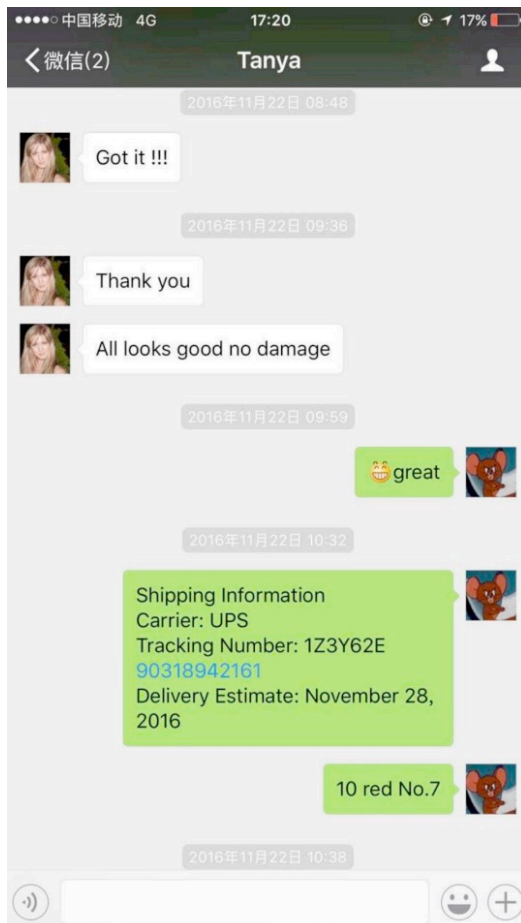 中国移动 4G 17:20 17%
微信(2) Tanya
2016年11月22日 08:48
Got it !!!
2016年11月22日 09:36
Thank you
All looks good no damage
2016年11月22日 09:59
😁great
2016年11月22日 10:32
Shipping Information
Carrier: UPS
Tracking Number: 1Z3Y62E
90318942161
Delivery Estimate: November 28,
2016
10 red No.7
2016年11月22日 10:38